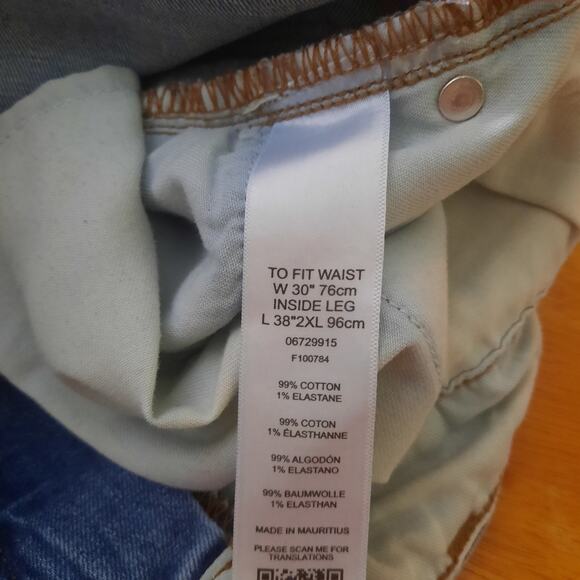 TO FIT WAIST
W 30" 76cm
INSIDE LEG
L 38"2XL 96cm
06729915
F100784
99% COTTON
1% ELASTANE
99% COTON
1% ÉLASTHANNE
99% ALGODÓN
1% ELASTANO
99% BAUMWOLLE
1% ELASTHAN
MADE IN MAURITIUS
PLEASE SCAN ME FOR
TRANSLATIONS